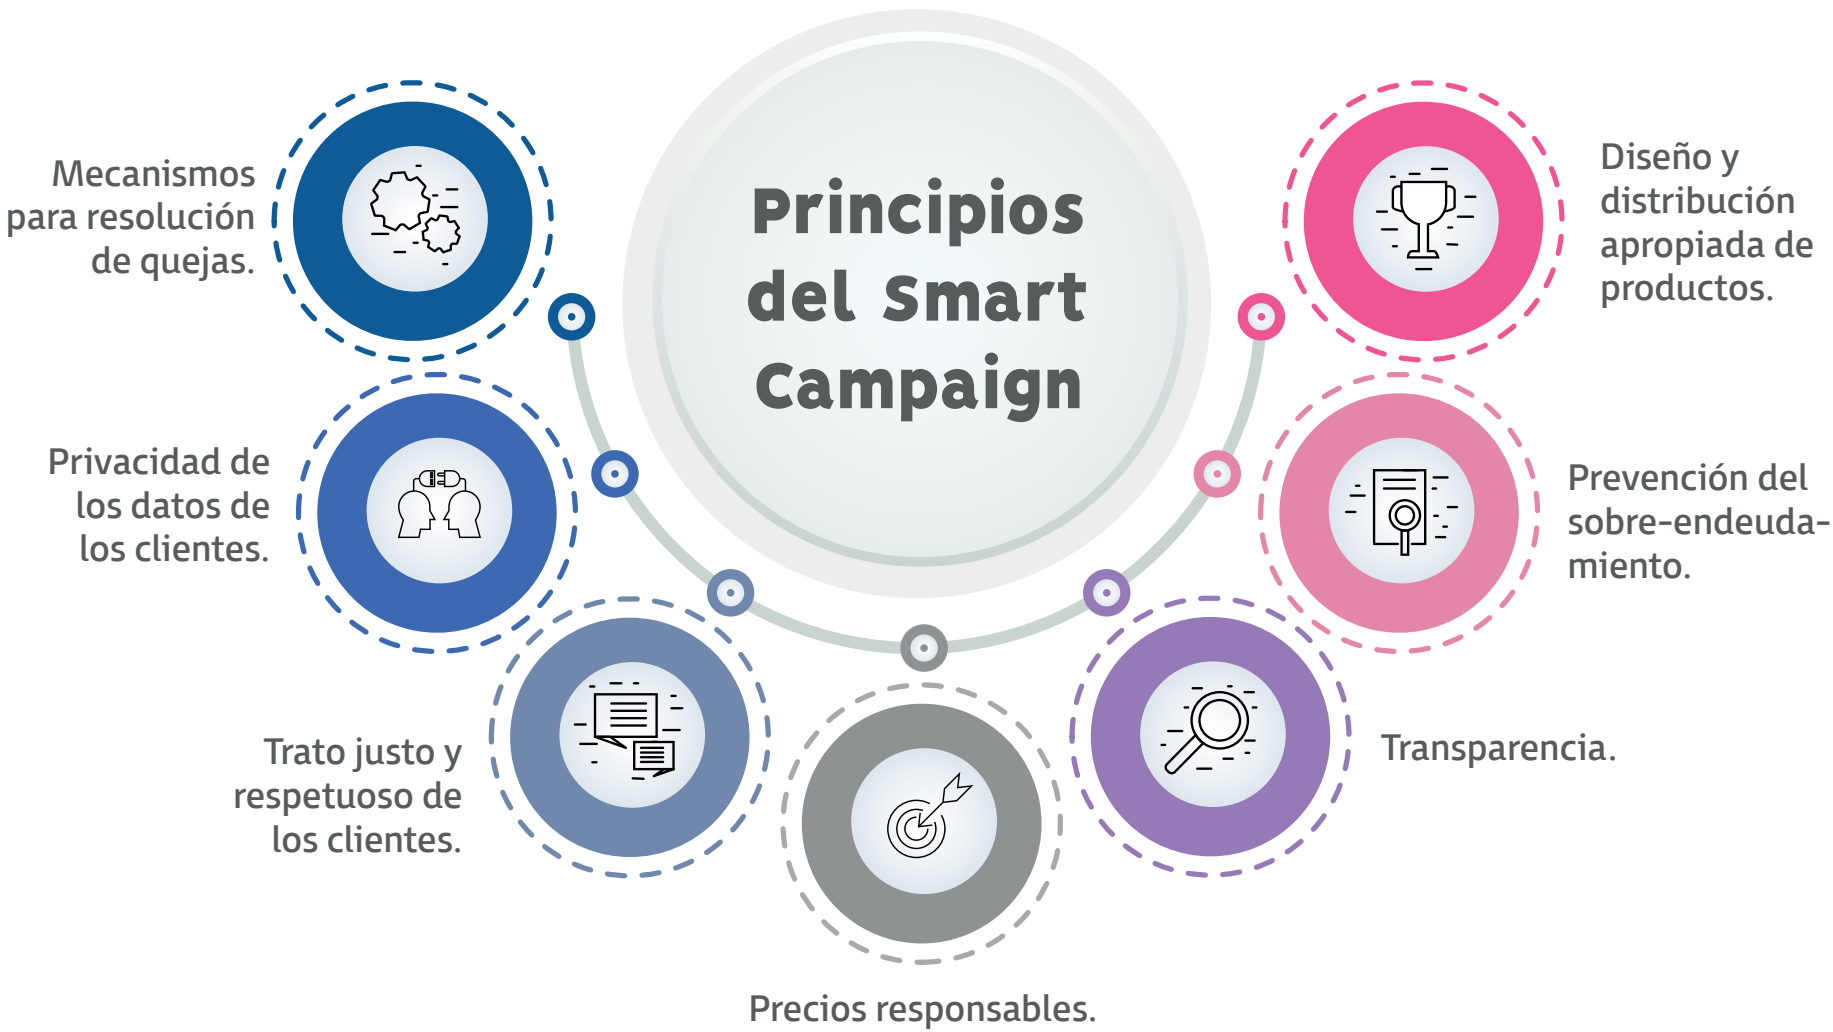 Principios
del Smart
Campaign
Mecanismos
para resolución
de quejas.
Privacidad de
los datos de
los clientes.
Trato justo y
respetuoso de
los clientes.
Precios responsables.
Transparencia.
Prevención del
sobre-endeuda-
miento.
Diseño y
distribución
apropiada de
productos.